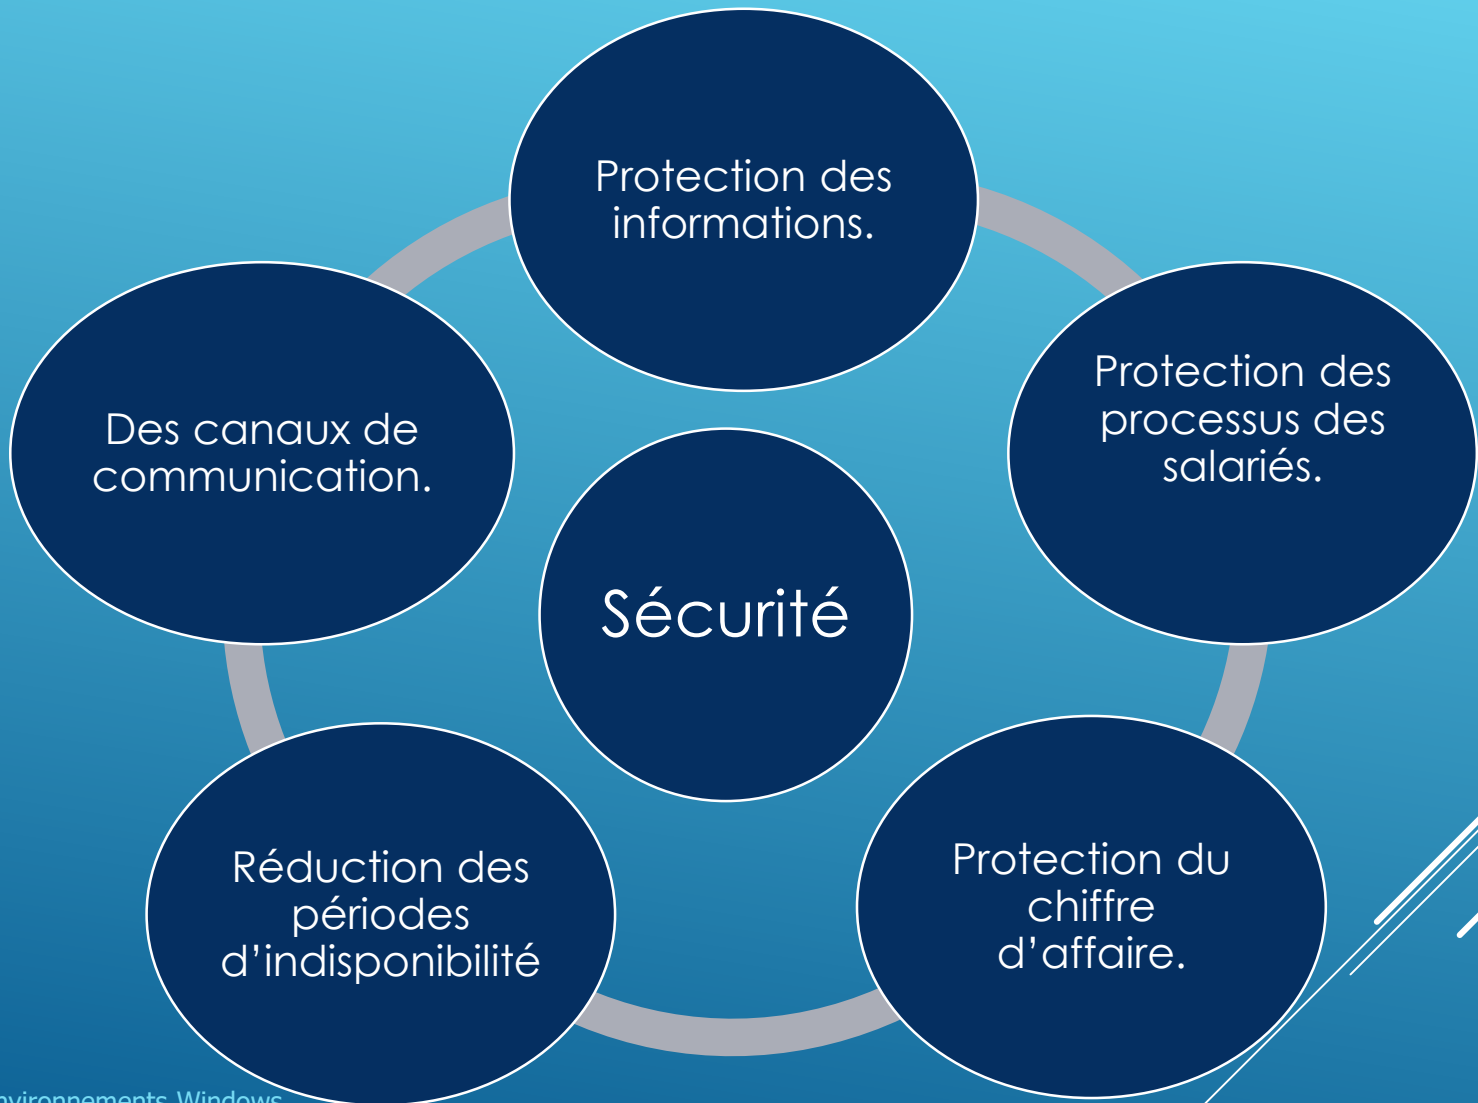 Protection des
informations.
Protection des
processus des
salariés.
Protection du
chiffre
d’affaire.
Réduction des
périodes
d’indisponibilité
Des canaux de
communication.
Sécurité
Windows